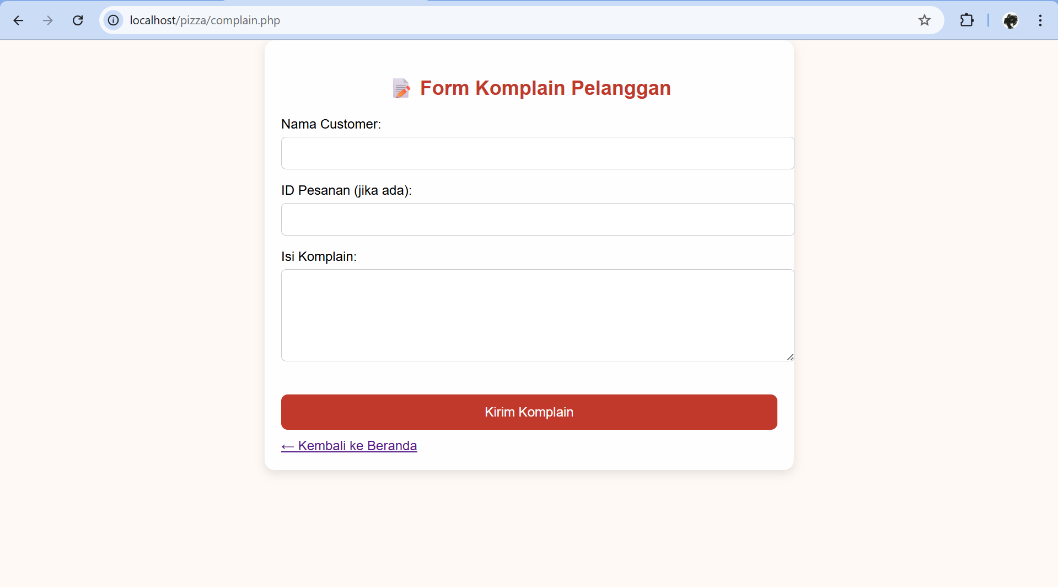 localhost/pizza/complain.php
📝 Form Komplain Pelanggan
Nama Customer:
ID Pesanan (jika ada):
Isi Komplain:
Kirim Komplain
← Kembali ke Beranda